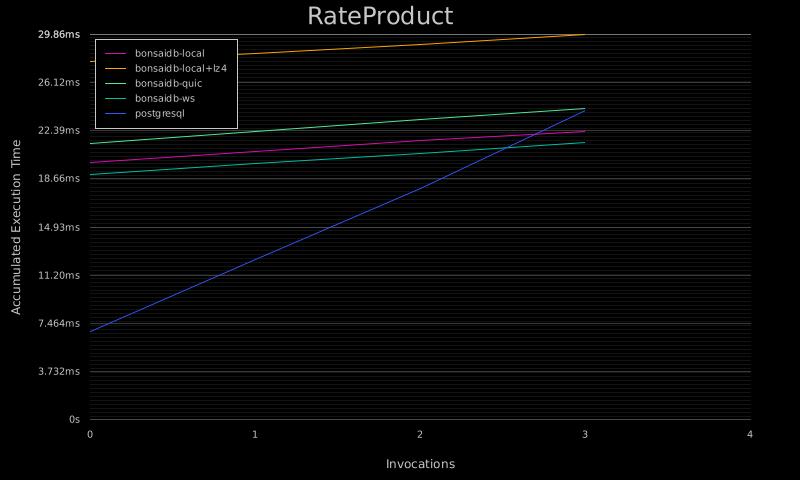 RateProduct
29.86ms
bonsaidb-local
bonsaidb-local+lz4
bonsaidb-quic
bonsaidb-ws
postgresql
26.12ms
22.39ms
18.66ms
14.93ms
11.20ms
7.464ms
3.732ms
0s
Accumulated Execution Time
0 1 2 3 4
Invocations